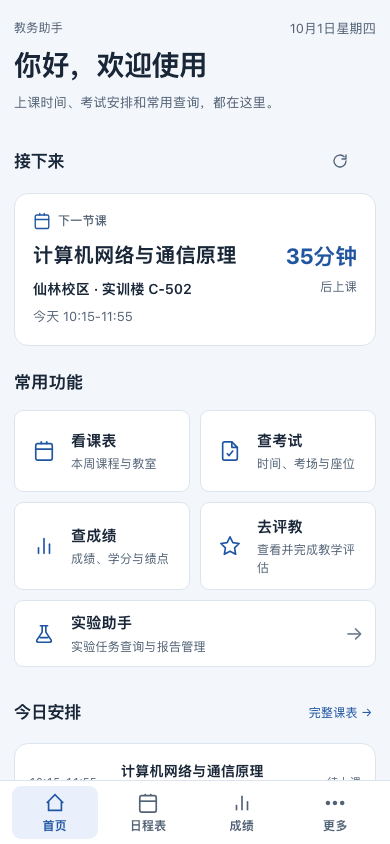 教务助手
10月1日星期四
你好，欢迎使用
上课时间、考试安排和常用查询，都在这里。
接下来
下一节课
计算机网络与通信原理
35分钟
仙林校区 · 实训楼 C-502
后上课
今天 10:15-11:55
常用功能
看课表
本周课程与教室
查考试
时间、考场与座位
查成绩
成绩、学分与绩点
去评教
查看并完成教学评
估
实验助手
实验任务查询与报告管理
今日安排
完整课表 →
计算机网络与通信原理
首页
日程表
成绩
更多